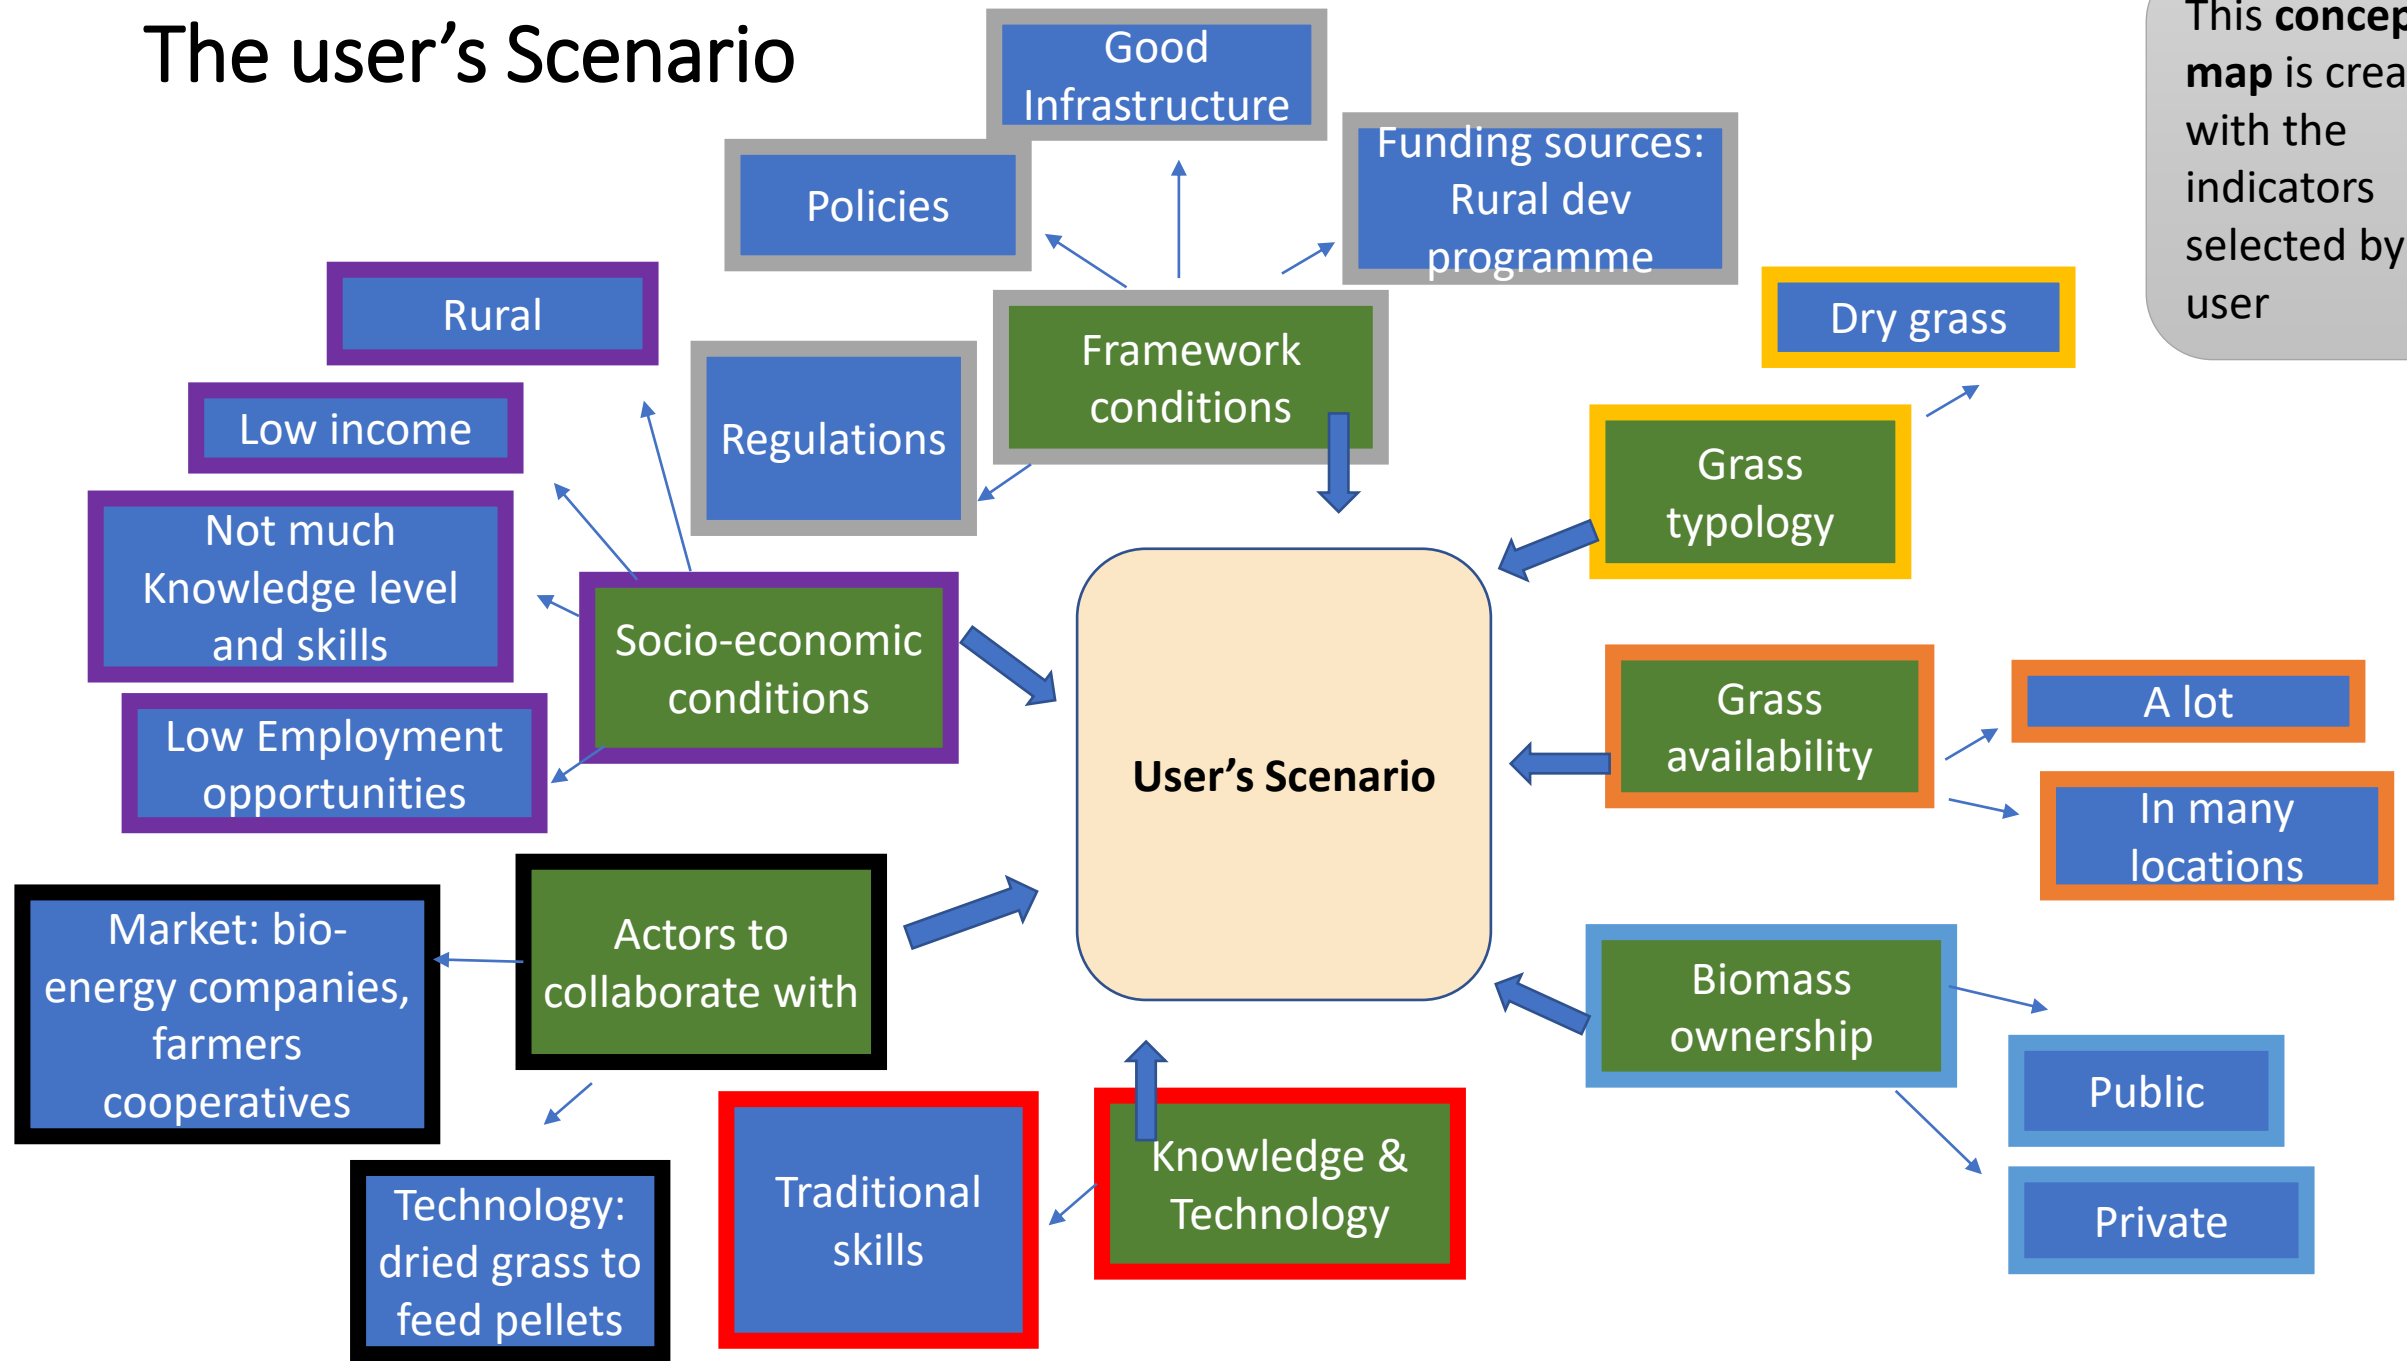 The user's Scenario
Good
Infrastructure
This concep
map is crea
with the
indicators
selected by
user
Policies
Funding sources:
Rural dev
programme
Rural
Dry grass
Low income
Regulations
Framework
conditions
Grass
typology
Not much
Knowledge level
and skills
Socio-economic
conditions
Low Employment
opportunities
User's Scenario
Grass
availability
A lot
In many
locations
Market: bio-
energy companies,
farmers
cooperatives
Actors to
collaborate with
Biomass
ownership
Public
Private
Technology:
dried grass to
feed pellets
Traditional
skills
Knowledge &
Technology